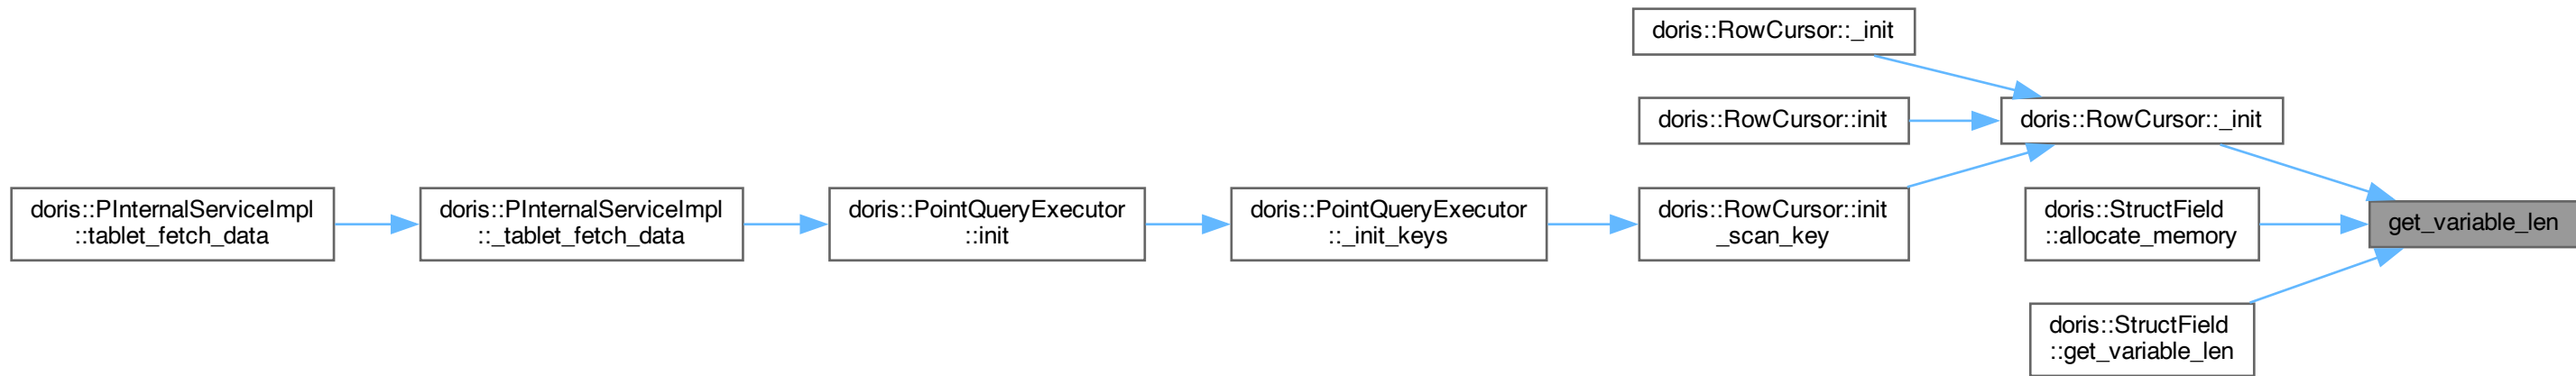 doris::RowCursor::_init
doris::RowCursor::init
doris::RowCursor::_init
doris::PInternalServiceImpl
::tablet_fetch_data
doris::PInternalServiceImpl
::_tablet_fetch_data
doris::PointQueryExecutor
::init
doris::PointQueryExecutor
::_init_keys
doris::RowCursor::init
_scan_key
doris::StructField
::allocate_memory
get_variable_len
doris::StructField
::get_variable_len